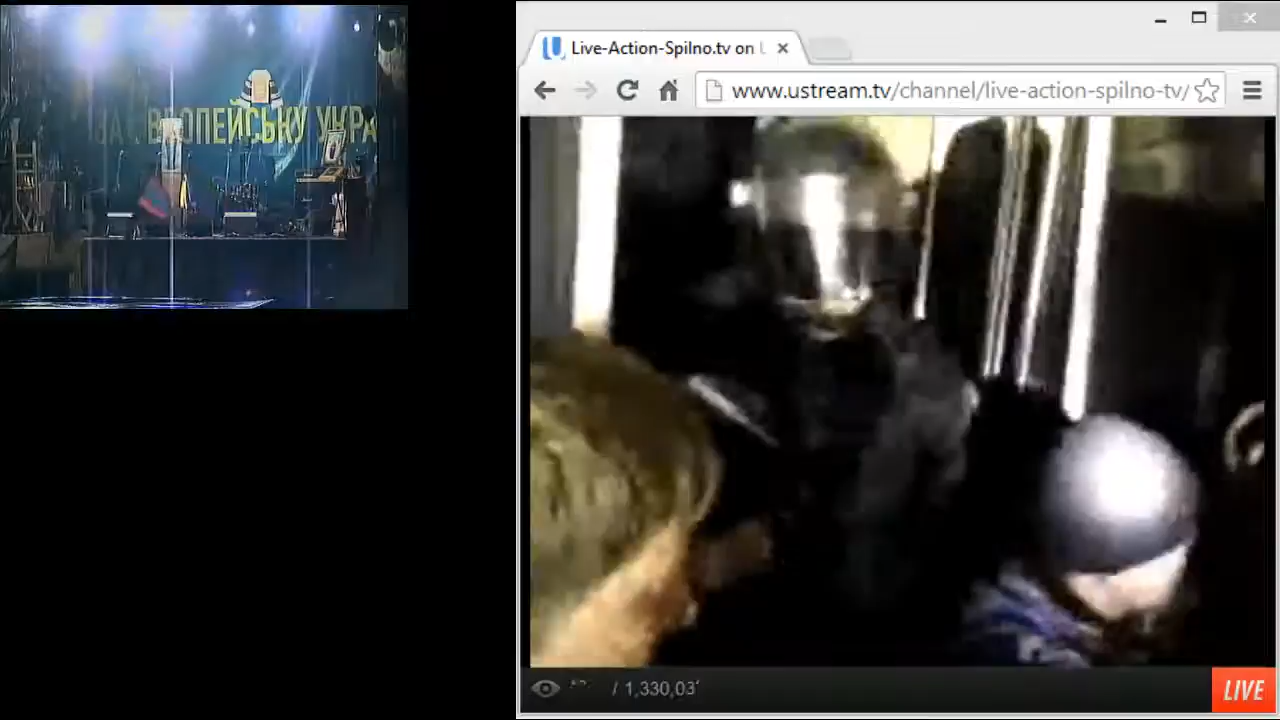 ЗА ЄВРОПЕЙСЬКУ УКРА
Live-Action-Spilno.tv on
www.ustream.tv/channel/live-action-spilno-tv/
/ 1,330,03
LIVE